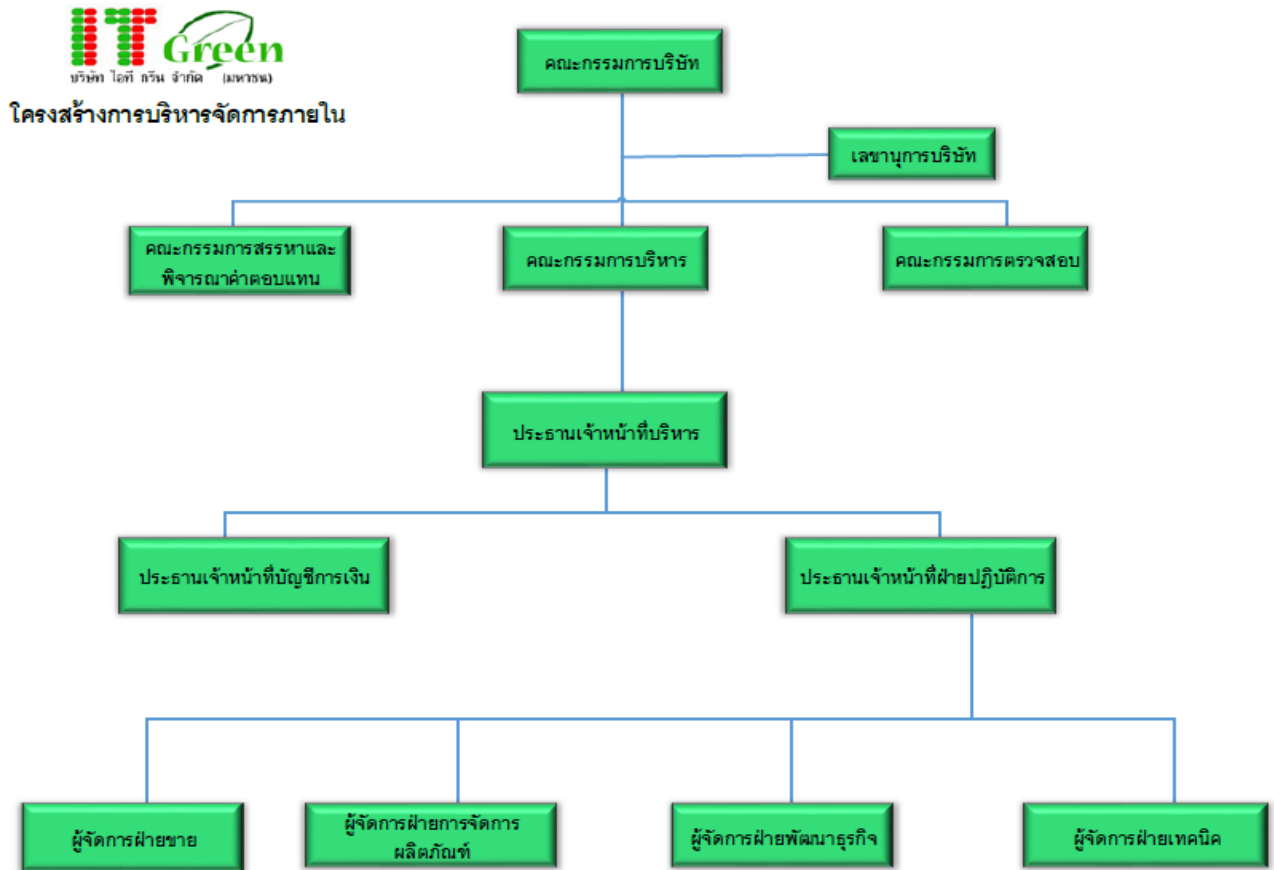 IT Green
บริษัท ไอที กรีน จำกัด (มหาชน)
โครงสร้างการบริหารจัดการภายใน
คณะกรรมการบริษัท
เลขานุการบริษัท
คณะกรรมการสรรหาและ
พิจารณาค่าตอบแทน
คณะกรรมการบริหาร
คณะกรรมการตรวจสอบ
ประธานเจ้าหน้าที่บริหาร
ประธานเจ้าหน้าที่บัญชีการเงิน
ประธานเจ้าหน้าที่ฝ่ายปฏิบัติการ
ผู้จัดการฝ่ายขาย
ผู้จัดการฝ่ายการจัดการ
ผลิตภัณฑ์
ผู้จัดการฝ่ายพัฒนาธุรกิจ
ผู้จัดการฝ่ายเทคนิค